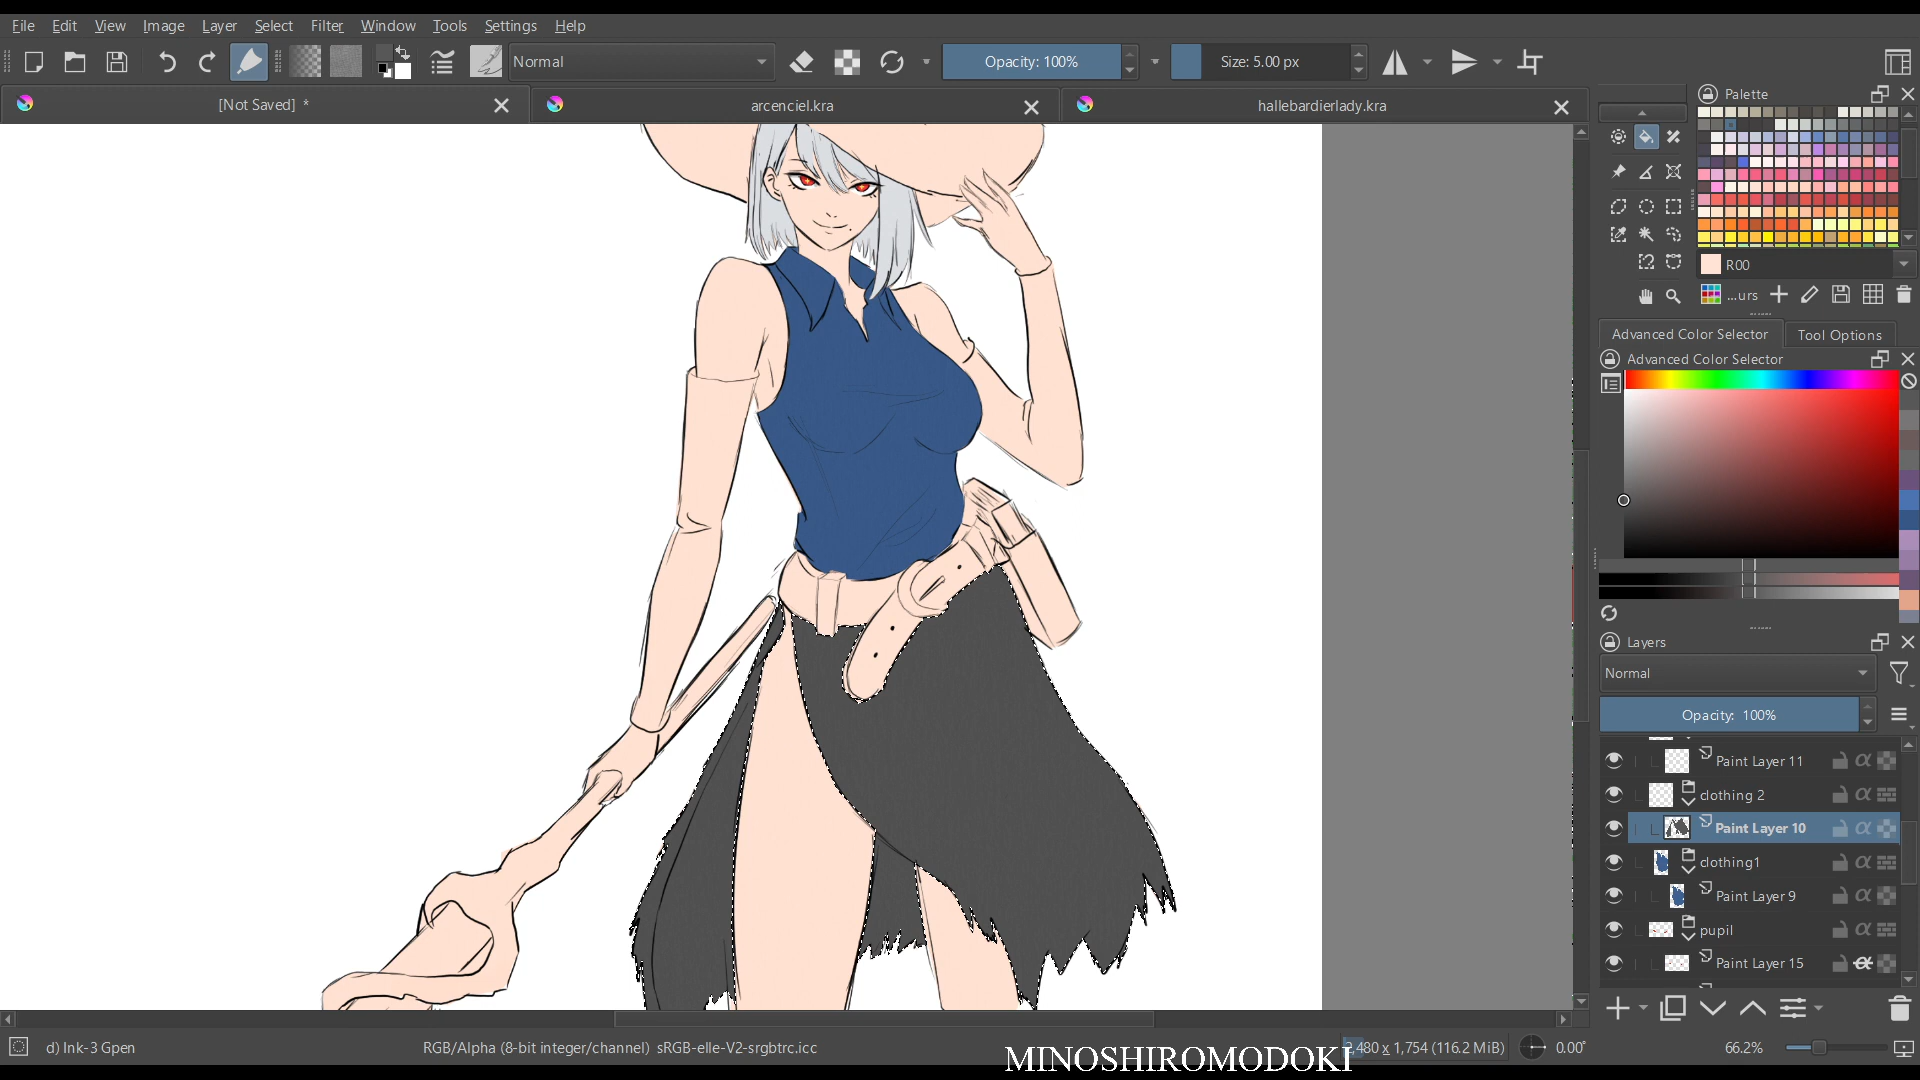 File Edit View Image Layer Select Filter Tools Settings Window Help
Normal
Opacity: 100%
Size: 5.00 px
[Not Saved] *
arcenciel.kra
hallebardierlady.kra
Palette
R00
...urs
Advanced Color Selector
Tool Options
Advanced Color Selector
Layers
Normal
Opacity: 100%
Paint Layer 11
clothing 2
Paint Layer 10
clothing1
Paint Layer 9
pupil
Paint Layer 15
d) Ink-3 Gpen
RGB/Alpha (8-bit integer/channel) sRGB-elle-V2-srgbtrc.icc
MINOSHIROMODOKI
2,480 x 1,754 (116.2 MiB)
0.00°
66.2%